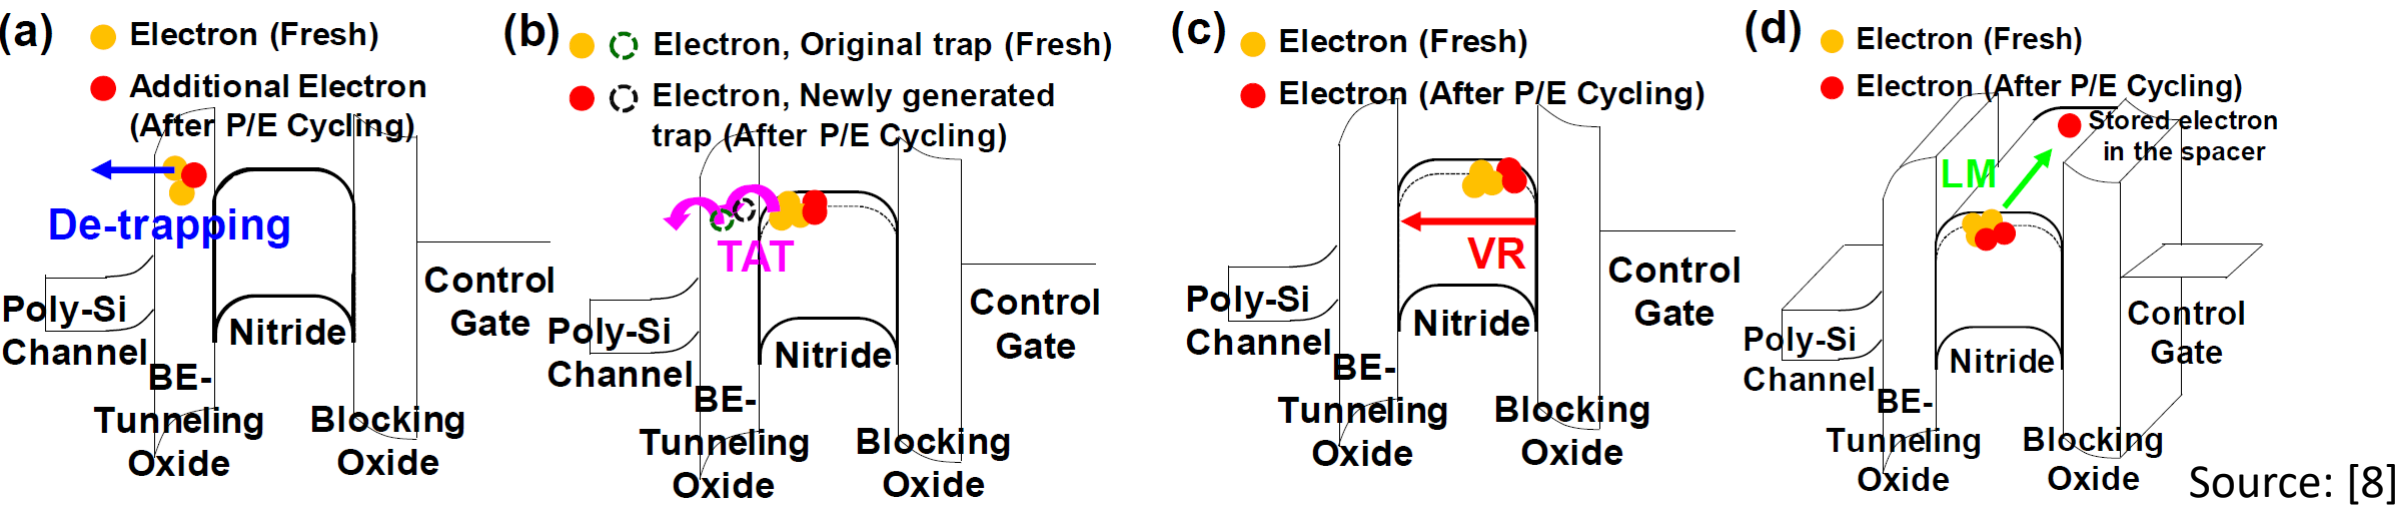 (a)
Electron (Fresh)
Additional Electron
(After P/E Cycling)
De-trapping
Poly-Si
Channel
Nitride
Control
Gate
BE-
Tunneling
Oxide
Blocking
Oxide
(b)
Electron, Original trap (Fresh)
Electron, Newly generated
trap (After P/E Cycling)
TAT
Poly-Si
Channel
Nitride
Control
Gate
BE-
Tunneling
Oxide
Blocking
Oxide
(c)
Electron (Fresh)
Electron (After P/E Cycling)
VR
Poly-Si
Channel
Nitride
Control
Gate
BE-
Tunneling
Oxide
Blocking
Oxide
(d)
Electron (Fresh)
Electron (After P/E Cycling)
Stored electron
in the spacer
LM
Poly-Si
Channel
Nitride
Control
Gate
BE-
Tunneling
Oxide
Blocking
Oxide
Source: [8]